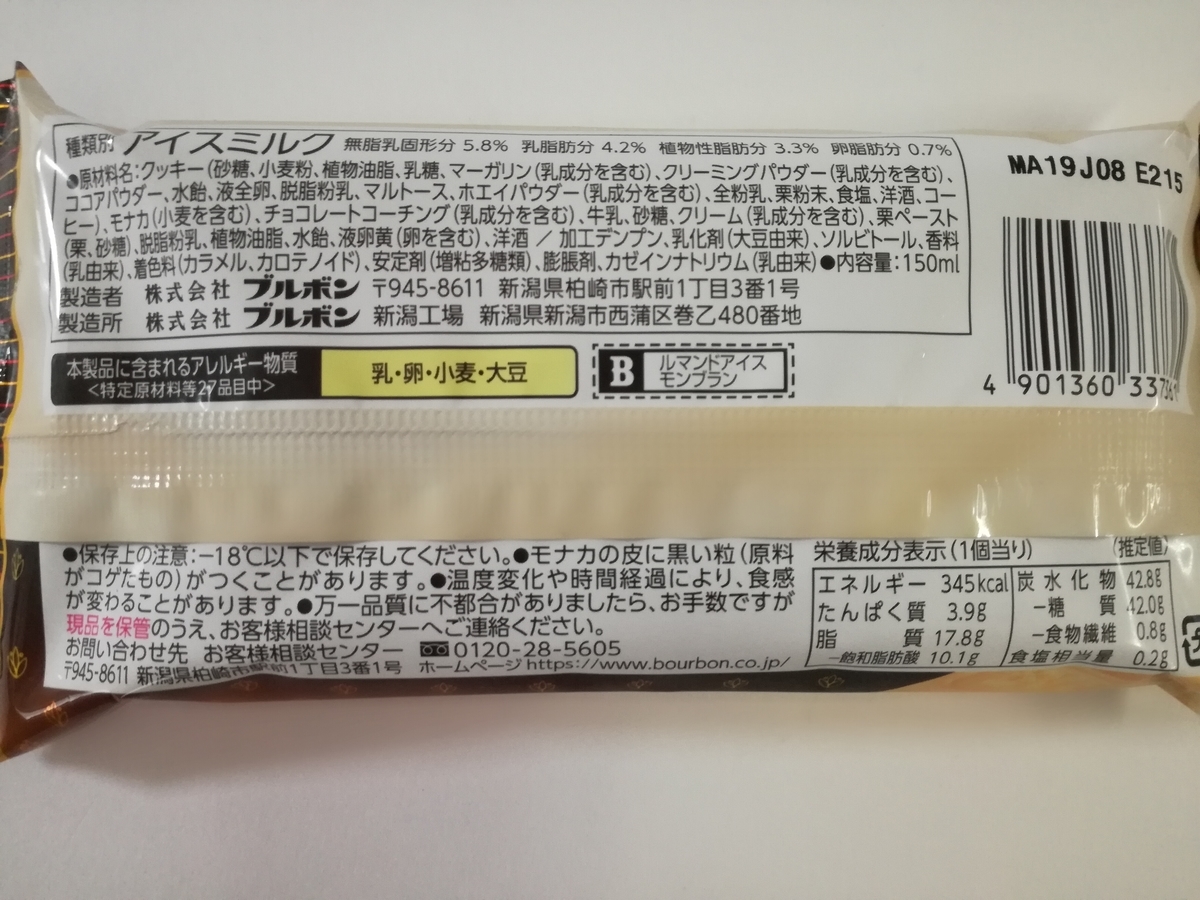 種類別 アイスミルク 無脂乳固形分 5.8% 乳脂肪分 4.2% 植物性脂肪分 3.3% 卵脂肪分 0.7%
●原材料名:クッキー(砂糖、小麦粉、植物油脂、乳糖、マーガリン(乳成分を含む)、クリーミングパウダー(乳成分を含む)、
ココアパウダー、水飴、液全卵、脱脂粉乳、マルトース、ホエイパウダー(乳成分を含む)、全粉乳、栗粉末、食塩、洋酒、コー
ヒー)、モナカ(小麦を含む)、チョコレートコーチング(乳成分を含む)、牛乳、砂糖、クリーム(乳成分を含む)、栗ペースト
(栗、砂糖)、脱脂粉乳、植物油脂、水飴、液卵黄(卵を含む)、洋酒 / 加工デンプン、乳化剤(大豆由来)、ソルビトール、香料
(乳由来)、着色料(カラメル、カロテノイド)、安定剤(増粘多糖類)、膨脹剤、カゼインナトリウム(乳由来)●内容量:150ml
製造者 株式会社 ブルボン 〒945-8611 新潟県柏崎市駅前1丁目3番1号
製造所 株式会社 ブルボン 新潟工場 新潟県新潟市西蒲区巻乙480番地
MA19J08 E215
本製品に含まれるアレルギー物質
<特定原材料等27品目中>
乳・卵・小麦・大豆
B ルマンドアイス
モンブラン
4 901360 337361
●保存上の注意:-18℃以下で保存してください。●モナカの皮に黒い粒(原料
がコゲたもの)がつくことがあります。●温度変化や時間経過により、食感
が変わることがあります。●万一品質に不都合がありましたら、お手数ですが
現品を保管のうえ、お客様相談センターへご連絡ください。
お問い合わせ先 お客様相談センター 0120-28-5605
〒945-8611 新潟県柏崎市駅前1丁目3番1号 ホームページ https://www.bourbon.co.jp/
栄養成分表示(1個当り) (推定値)
エネルギー 345kcal 炭水化物 42.8g
たんぱく質 3.9g -糖質 42.0g
脂質 17.8g -食物繊維 0.8g
-飽和脂肪酸 10.1g 食塩相当量 0.2g